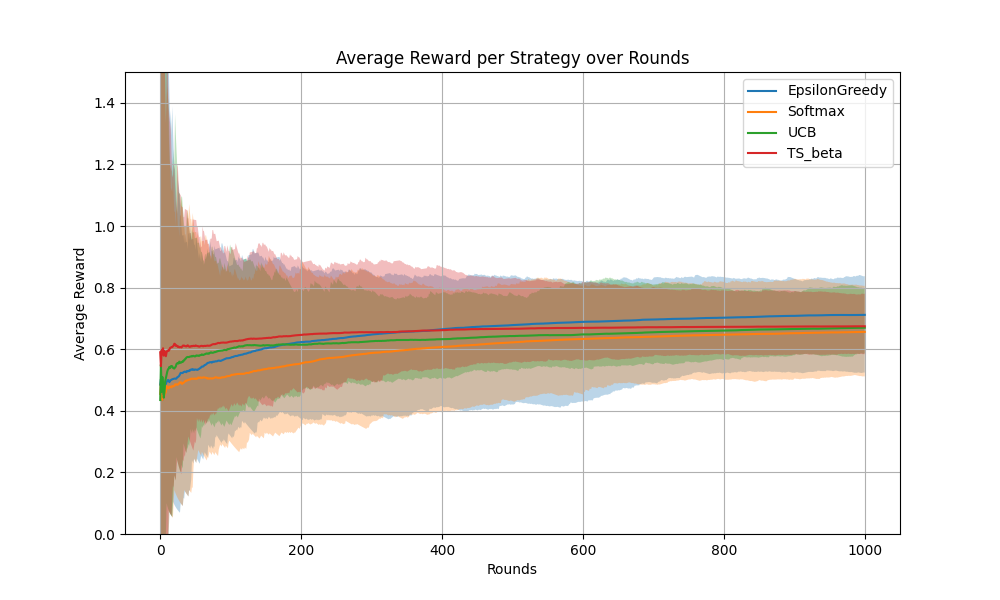 Average Reward per Strategy over Rounds
EpsilonGreedy
Softmax
UCB
TS_beta
1.4
1.2
1.0
0.8
0.6
0.4
0.2
0.0
Average Reward
0
200
400
600
800
1000
Rounds